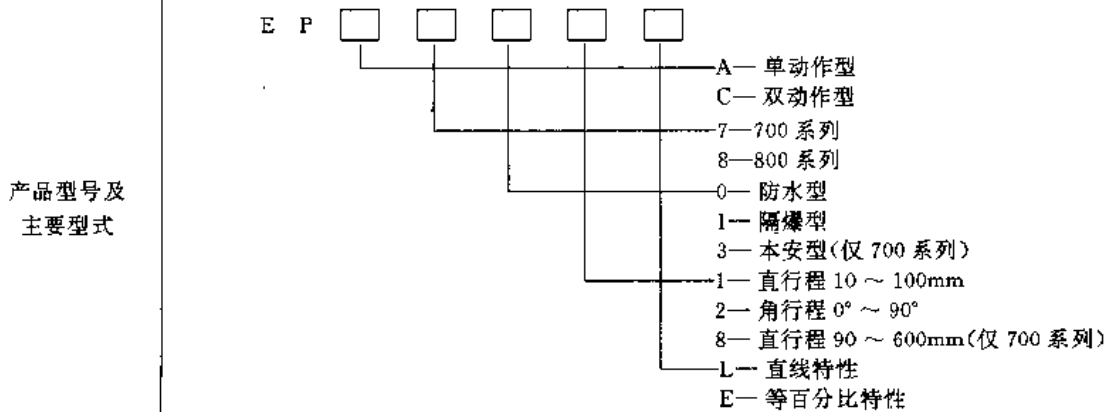 E P
A— 单动作型
C— 双动作型
7—700 系列
8—800 系列
产品型号及
主要型式
0— 防水型
1— 隔爆型
3— 本安型(仅 700 系列)
1— 直行程 10 ~ 100mm
2— 角行程 0° ~ 90°
8— 直行程 90 ~ 600mm(仅 700 系列)
L— 直线特性
E— 等百分比特性